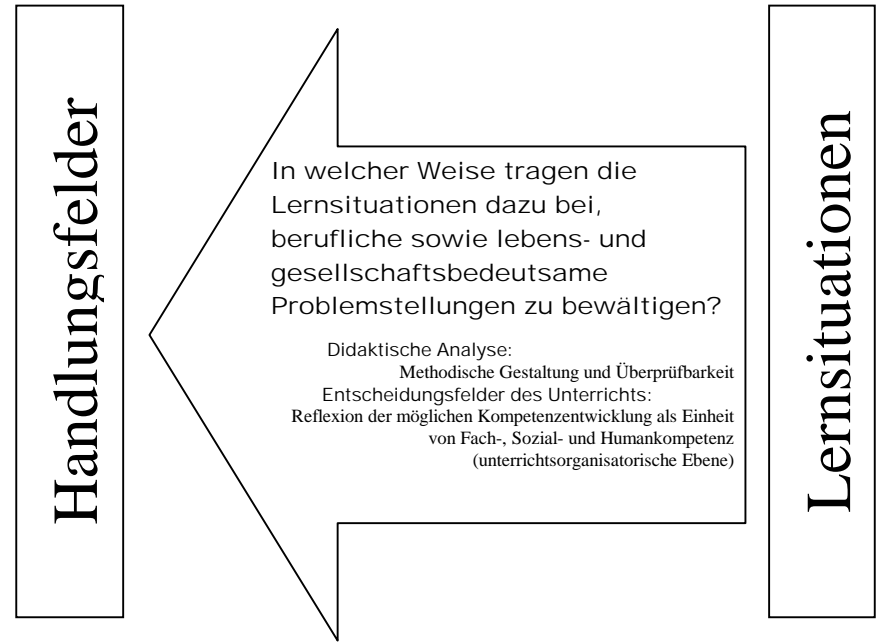 Handlungsfelder
In welcher Weise tragen die
Lernsituationen dazu bei,
berufliche sowie lebens- und
gesellschaftsbedeutsame
Problemstellungen zu bewältigen?
Didaktische Analyse:
Methodische Gestaltung und Überprüfbarkeit
Entscheidungsfelder des Unterrichts:
Reflexion der möglichen Kompetenzentwicklung als Einheit
von Fach-, Sozial- und Humankompetenz
(unterrichtsorganisatorische Ebene)
Lernsituationen